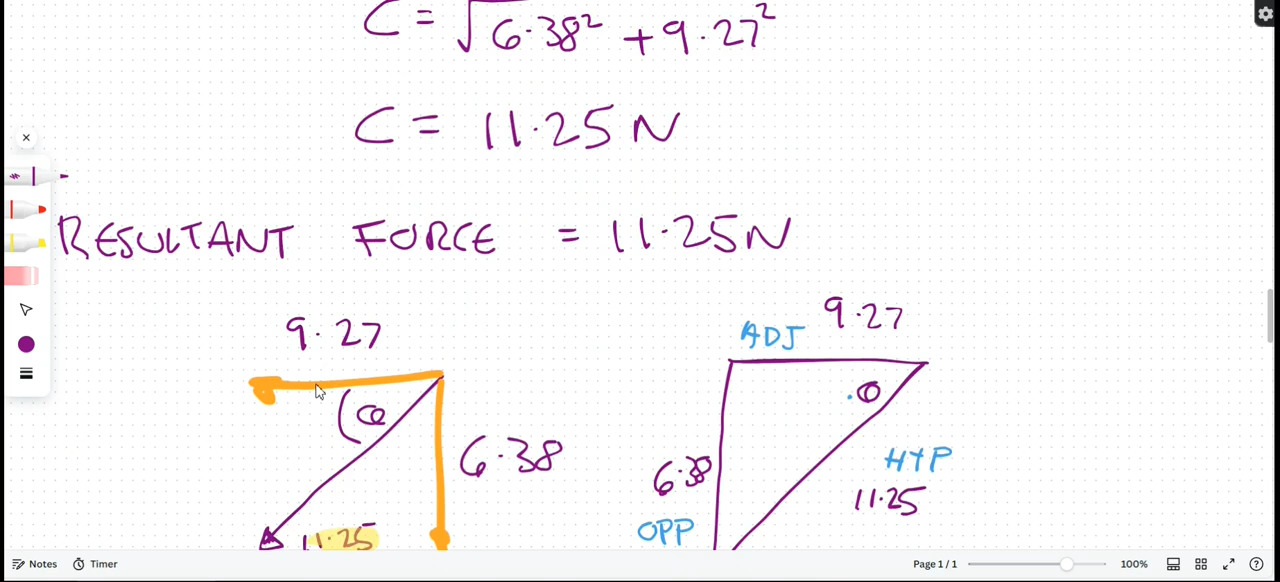 C = √6.38² + 9.27²
C = 11.25 N
RESULTANT FORCE = 11.25N
9.27
θ
6.38
11.25
ADJ 9.27
θ
6.38
HYP
11.25
OPP
Notes Timer Page 1 / 1 100%